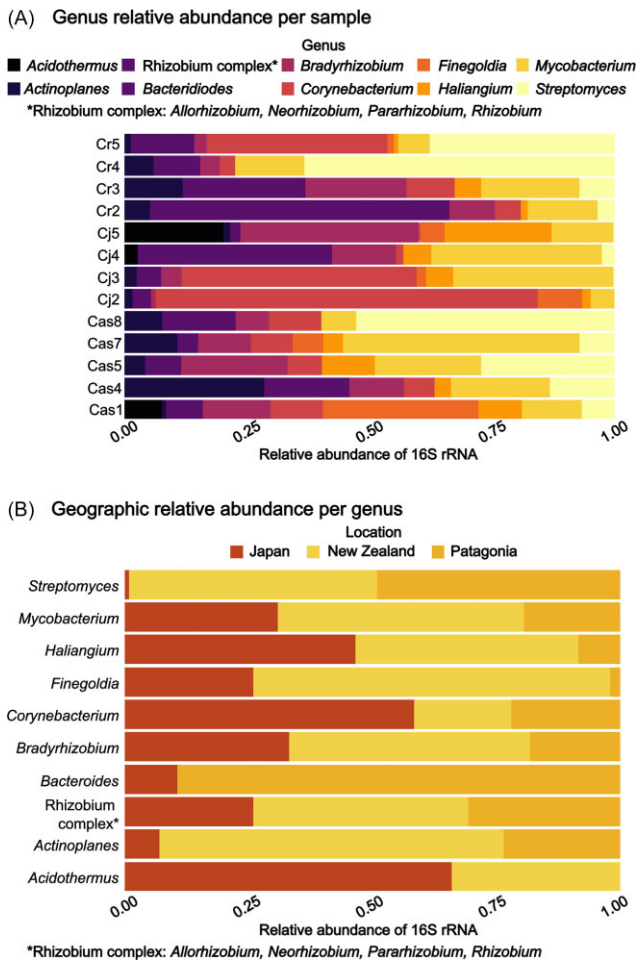 (A) Genus relative abundance per sample
Genus
Acidothermus Rhizobium complex* Bradyrhizobium Finegoldia Mycobacterium
Actinoplanes Bacteridiodes Corynebacterium Haliangium Streptomyces
*Rhizobium complex: Allorhizobium, Neorhizobium, Pararhizobium, Rhizobium
Cr5
Cr4
Cr3
Cr2
Cj5
Cj4
Cj3
Cj2
Cas8
Cas7
Cas5
Cas4
Cas1
0.00 0.25 0.50 0.75 1.00
Relative abundance of 16S rRNA
(B) Geographic relative abundance per genus
Location
Japan New Zealand Patagonia
Streptomyces
Mycobacterium
Haliangium
Finegoldia
Corynebacterium
Bradyrhizobium
Bacteroides
Rhizobium
complex*
Actinoplanes
Acidothermus
0.00 0.25 0.50 0.75 1.00
Relative abundance of 16S rRNA
*Rhizobium complex: Allorhizobium, Neorhizobium, Pararhizobium, Rhizobium